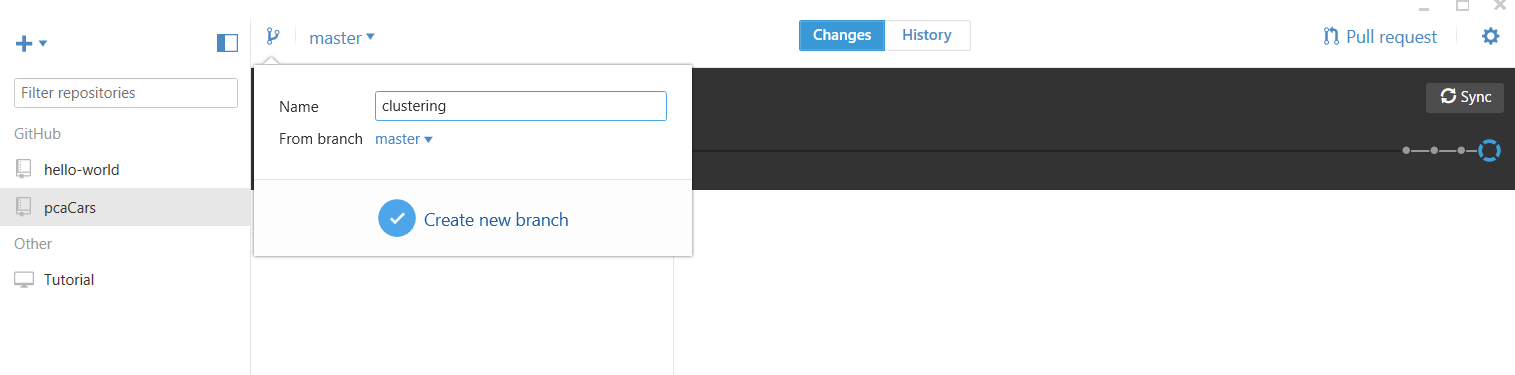 master
Changes
History
Pull request
Filter repositories
GitHub
hello-world
pcaCars
Other
Tutorial
Name
clustering
From branch master
Create new branch
Sync